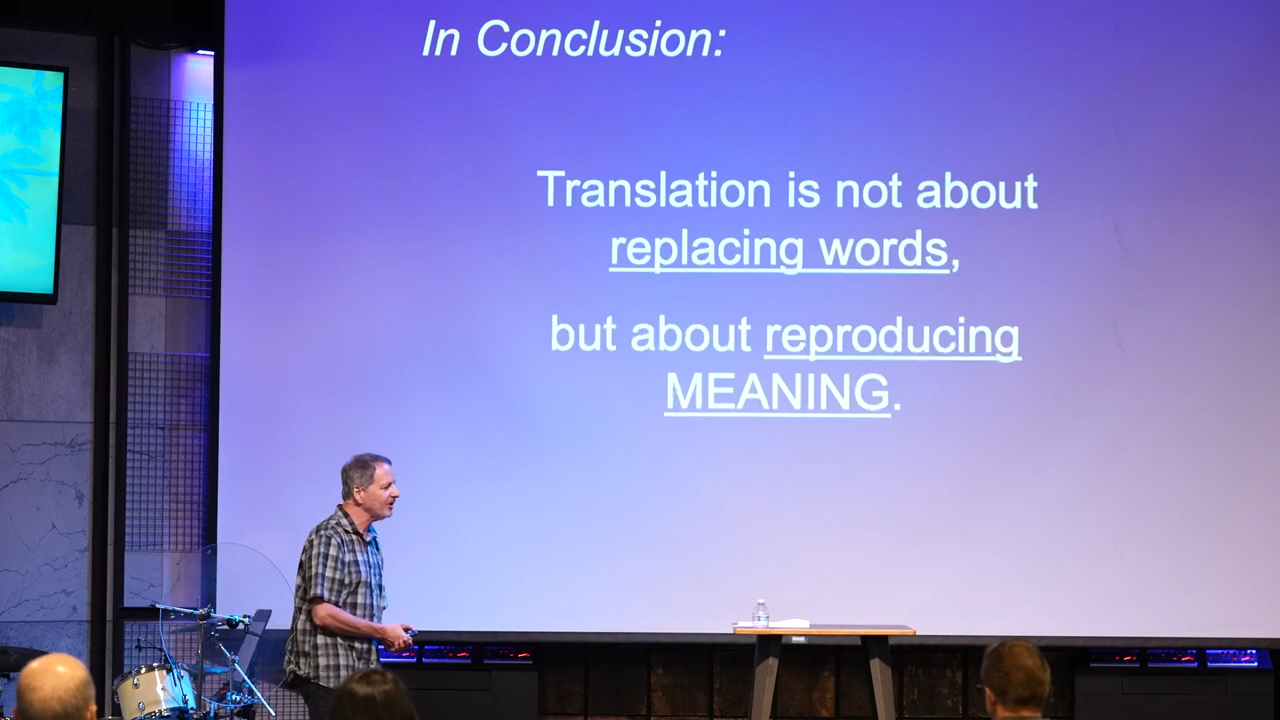 In Conclusion:
Translation is not about
replacing words,
but about reproducing
MEANING.